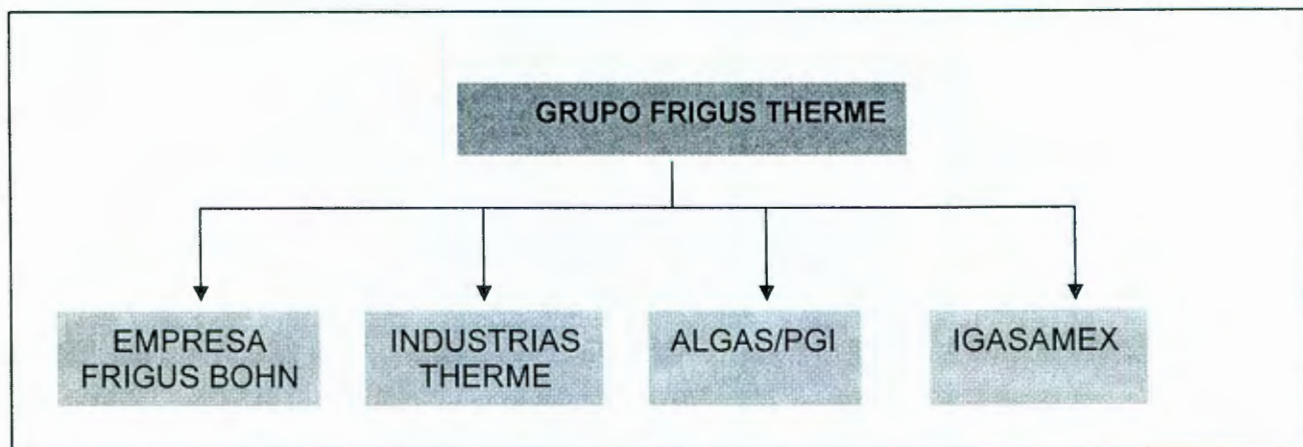 GRUPO FRIGUS THERME
EMPRESA
FRIGUS BOHN
INDUSTRIAS
THERME
ALGAS/PGI
IGASAMEX